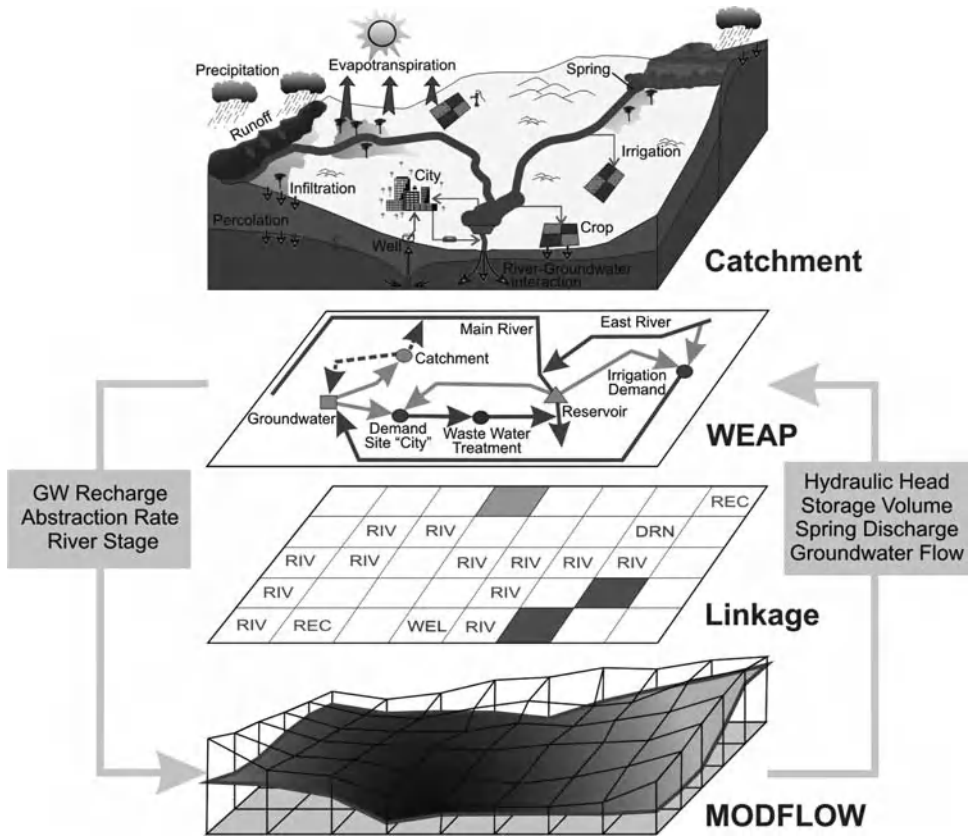 Precipitation
Evapotranspiration
Spring
Runoff
Irrigation
City
Infiltration
Percolation
Well
Crop
River-Groundwater
Interaction
Catchment
Main River
East River
Catchment
Irrigation
Demand
Groundwater
Reservoir
Demand
Site "City"
Waste Water
Treatment
WEAP
GW Recharge
Abstraction Rate
River Stage
Hydraulic Head
Storage Volume
Spring Discharge
Groundwater Flow
REC
RIV RIV DRN
RIV RIV RIV RIV RIV RIV
RIV RIV
RIV REC WEL RIV
Linkage
MODFLOW